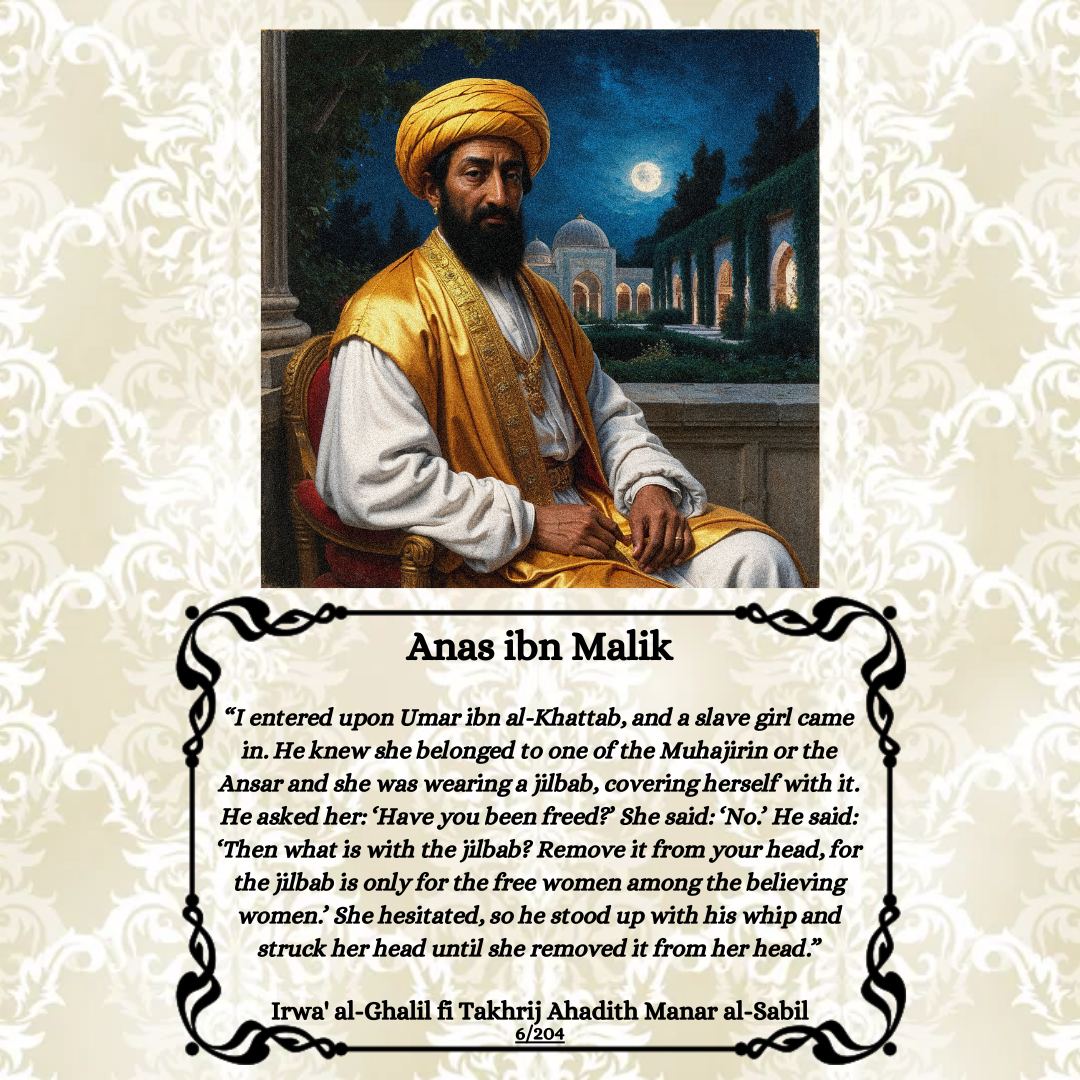 Anas ibn Malik
“I entered upon Umar ibn al-Khattab, and a slave girl came
in. He knew she belonged to one of the Muhajirin or the
Ansar and she was wearing a jilbab, covering herself with it.
He asked her: ‘Have you been freed?’ She said: ‘No.’ He said:
‘Then what is with the jilbab? Remove it from your head, for
the jilbab is only for the free women among the believing
women.’ She hesitated, so he stood up with his whip and
struck her head until she removed it from her head.”
Irwa' al-Ghalil fi Takhrij Ahadith Manar al-Sabil
6/204